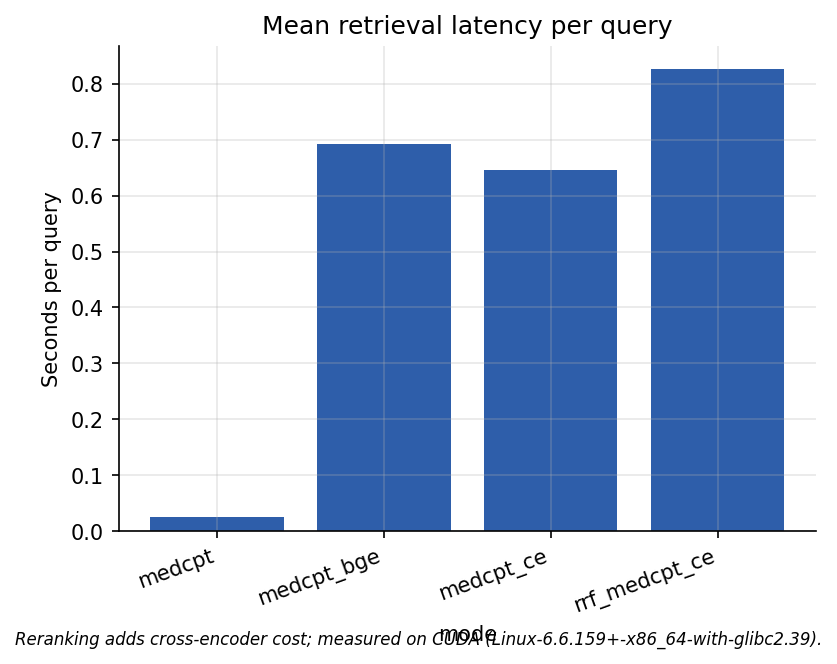 Mean retrieval latency per query
Seconds per query
0.8
0.7
0.6
0.5
0.4
0.3
0.2
0.1
0.0
medcpt
medcpt_bge
medcpt_ce
rrf_medcpt_ce
mode
Reranking adds cross-encoder cost; measured on CUDA (Linux-6.6.159+-x86_64-with-glibc2.39).